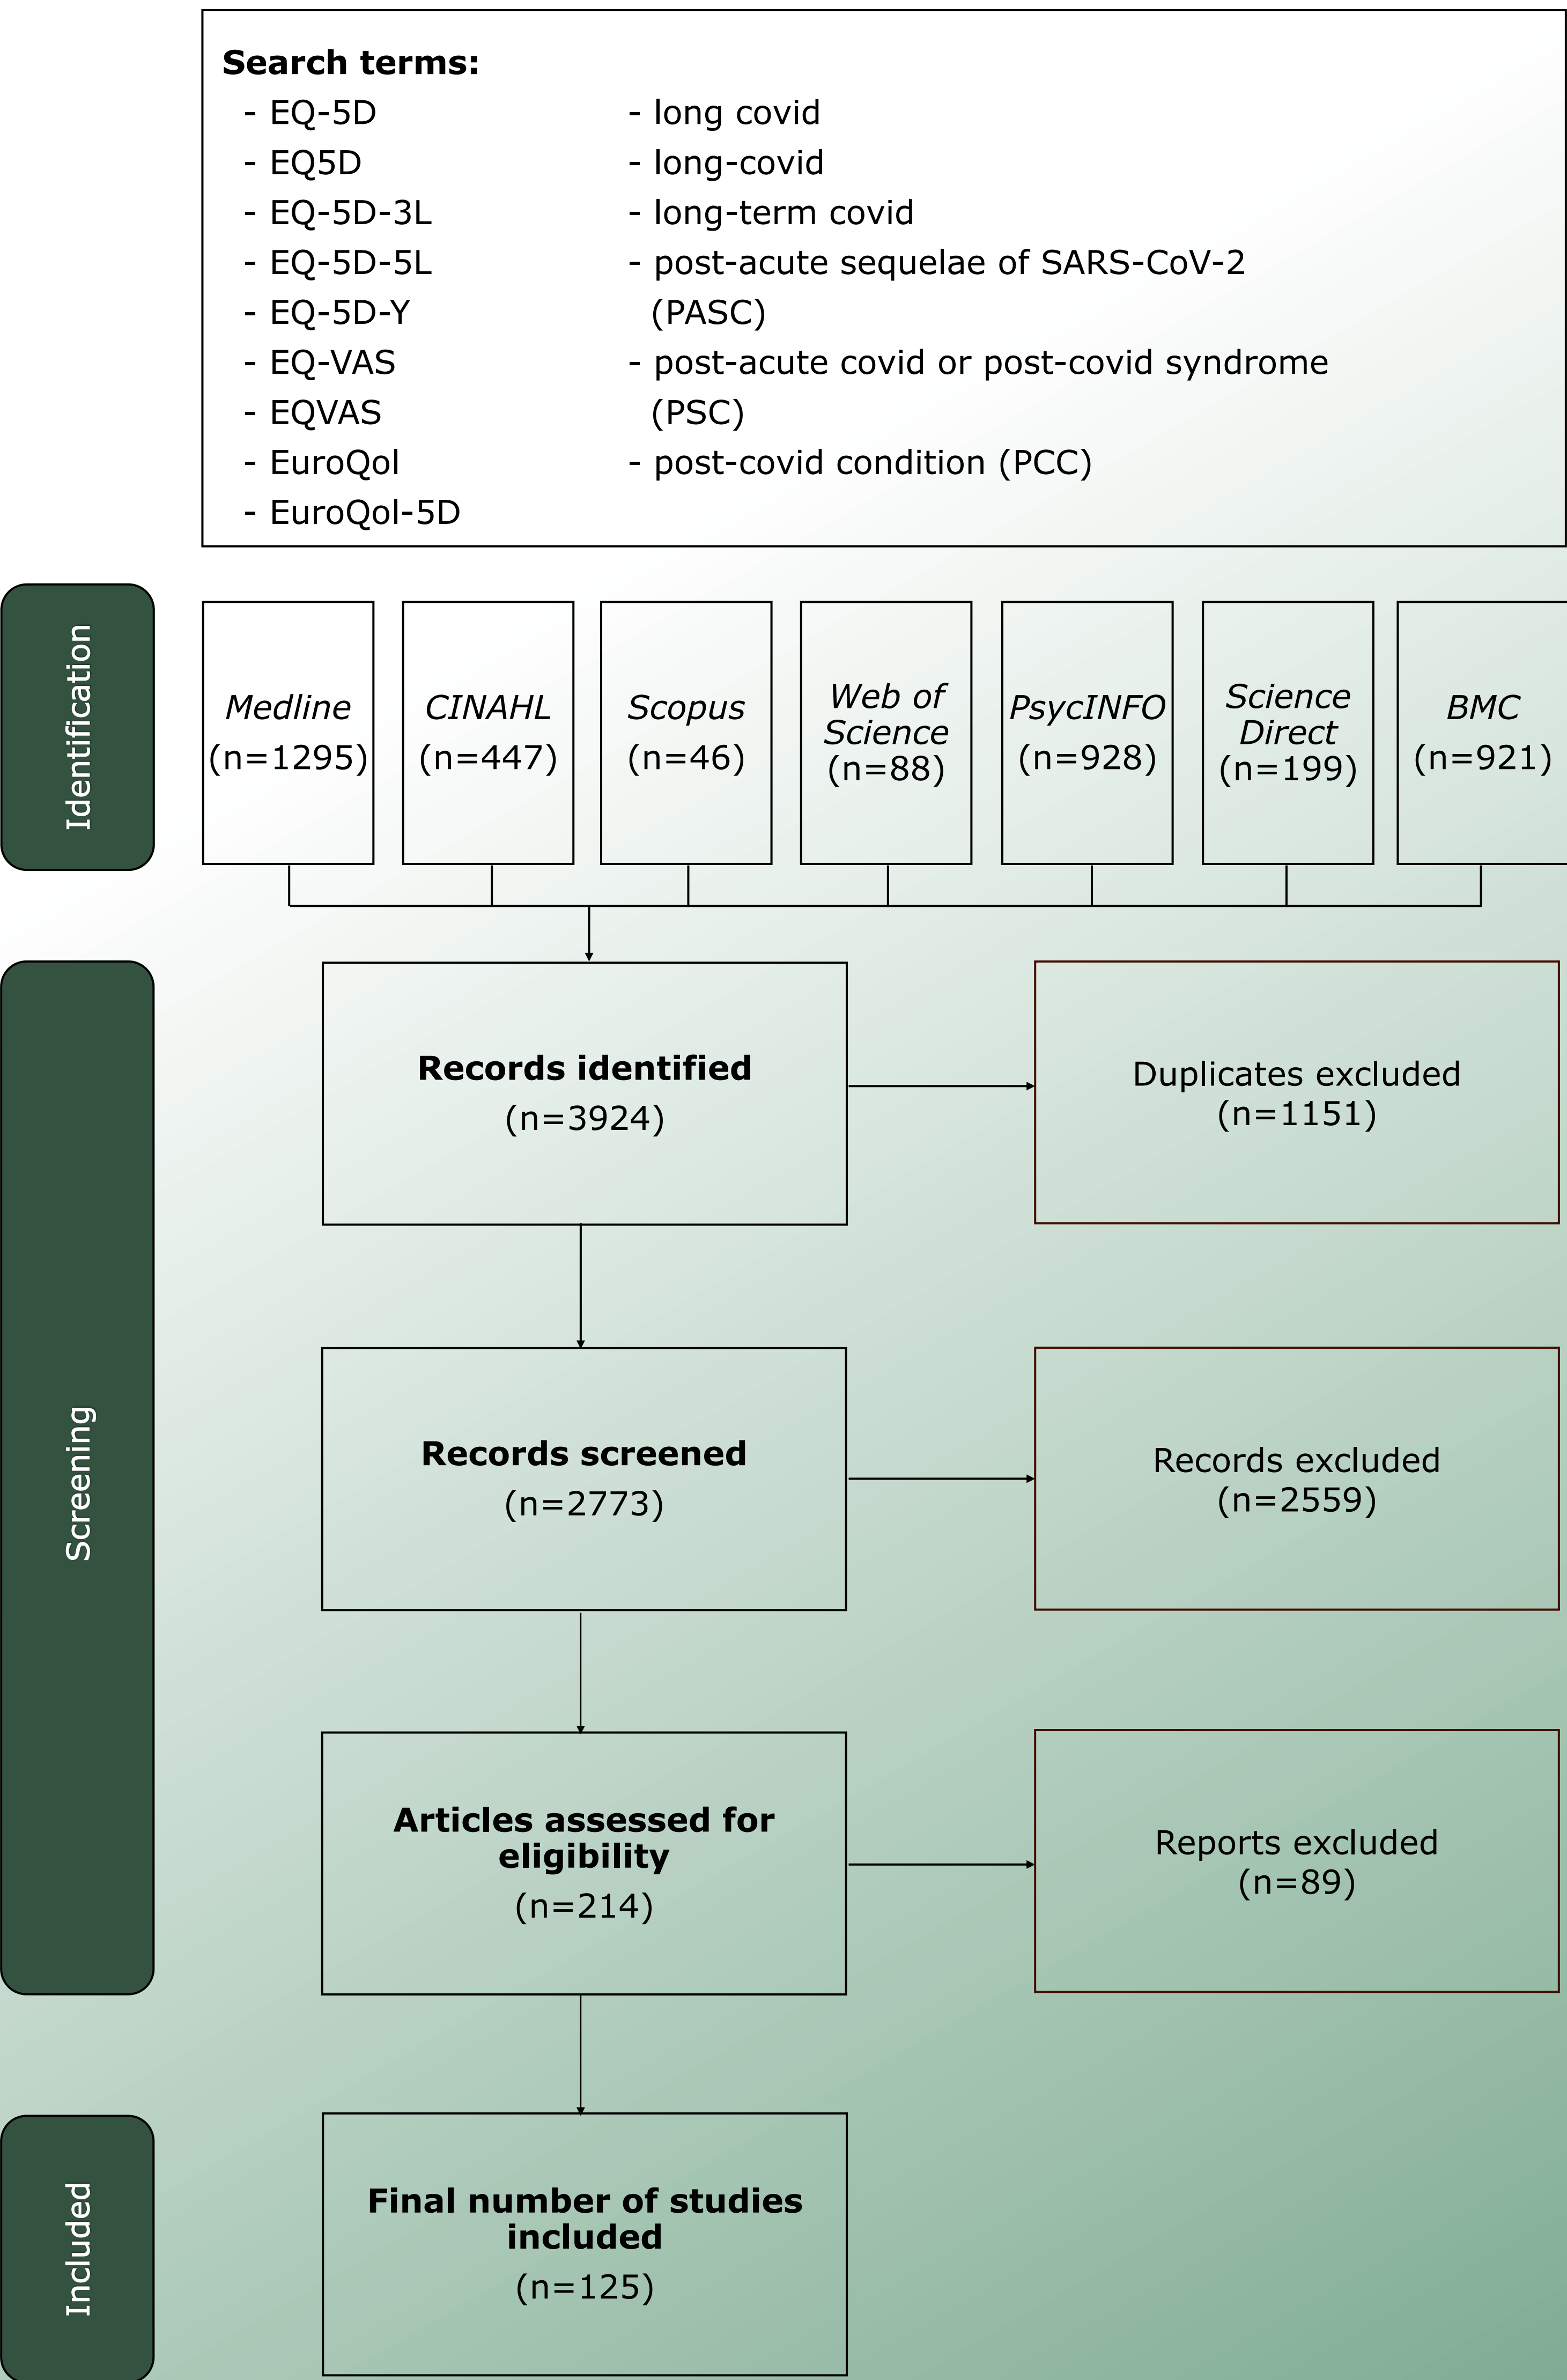 Search terms:
- EQ-5D
- EQ5D
- EQ-5D-3L
- EQ-5D-5L
- EQ-5D-Y
- EQ-VAS
- EQVAS
- EuroQol
- EuroQol-5D
- long covid
- long-covid
- long-term covid
- post-acute sequelae of SARS-CoV-2
(PASC)
- post-acute covid or post-covid syndrome
(PSC)
- post-covid condition (PCC)
Identification
Medline
(n=1295)
CINAHL
(n=447)
Scopus
(n=46)
Web of
Science
(n=88)
PsycINFO
(n=928)
Science
Direct
(n=199)
BMC
(n=921)
Screening
Records identified
(n=3924)
Duplicates excluded
(n=1151)
Records screened
(n=2773)
Records excluded
(n=2559)
Articles assessed for
eligibility
(n=214)
Reports excluded
(n=89)
Included
Final number of studies
included
(n=125)